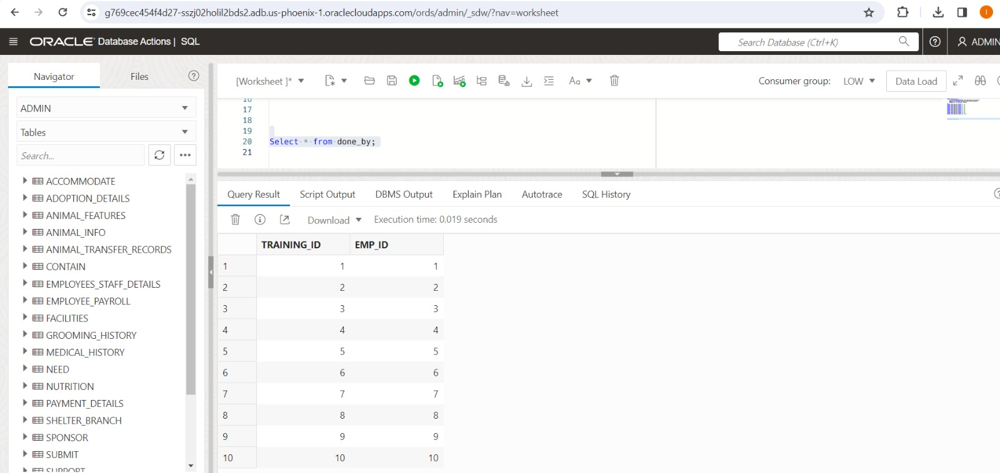 g769cec454f4d27-sszj02holil2bds2.adb.us-phoenix-1.oraclecloudapps.com/ords/admin/_sdw/?nav=worksheet
I
ORACLE Database Actions | SQL
Search Database (Ctrl+K)
ADMIN
Navigator
Files
ADMIN
Tables
Search...
ACCOMMODATE
ADOPTION_DETAILS
ANIMAL_FEATURES
ANIMAL_INFO
ANIMAL_TRANSFER_RECORDS
CONTAIN
EMPLOYEES_STAFF_DETAILS
EMPLOYEE_PAYROLL
FACILITIES
GROOMING_HISTORY
MEDICAL_HISTORY
NEED
NUTRITION
PAYMENT_DETAILS
SHELTER_BRANCH
SPONSOR
SUBMIT
SUPPORT
[Worksheet ]*
Aa
Consumer group: LOW
Data Load
16
17
18
19
20 Select * from done_by;
21
Query Result Script Output DBMS Output Explain Plan Autotrace SQL History
Download Execution time: 0.019 seconds
TRAINING_ID EMP_ID
1 1 1
2 2 2
3 3 3
4 4 4
5 5 5
6 6 6
7 7 7
8 8 8
9 9 9
10 10 10